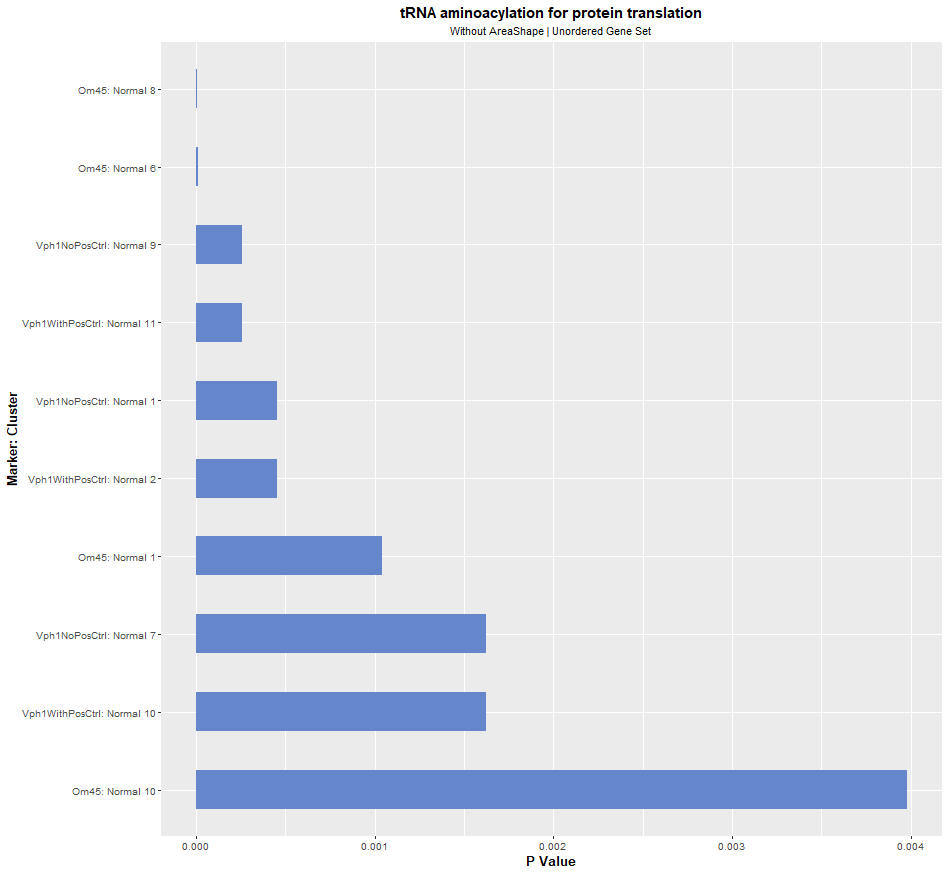 tRNA aminoacylation for protein translation
Without AreaShape | Unordered Gene Set
Marker: Cluster
Om45: Normal 8
Om45: Normal 6
Vph1NoPosCtrl: Normal 9
Vph1WithPosCtrl: Normal 11
Vph1NoPosCtrl: Normal 1
Vph1WithPosCtrl: Normal 2
Om45: Normal 1
Vph1NoPosCtrl: Normal 7
Vph1WithPosCtrl: Normal 10
Om45: Normal 10
0.000 0.001 0.002 0.003 0.004
P Value